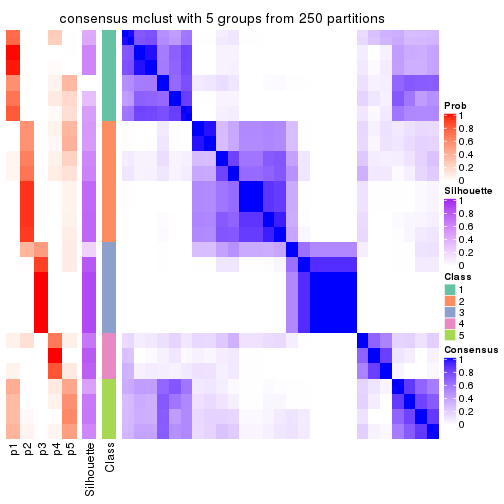 consensus mclust with 5 groups from 250 partitions
Prob
1
0.8
0.6
0.4
0.2
0
Silhouette
1
0.8
0.6
0.4
0.2
0
Class
1
2
3
4
5
Consensus
1
0.8
0.6
0.4
0.2
0
p1
p2
p3
p4
p5
Silhouette
Class